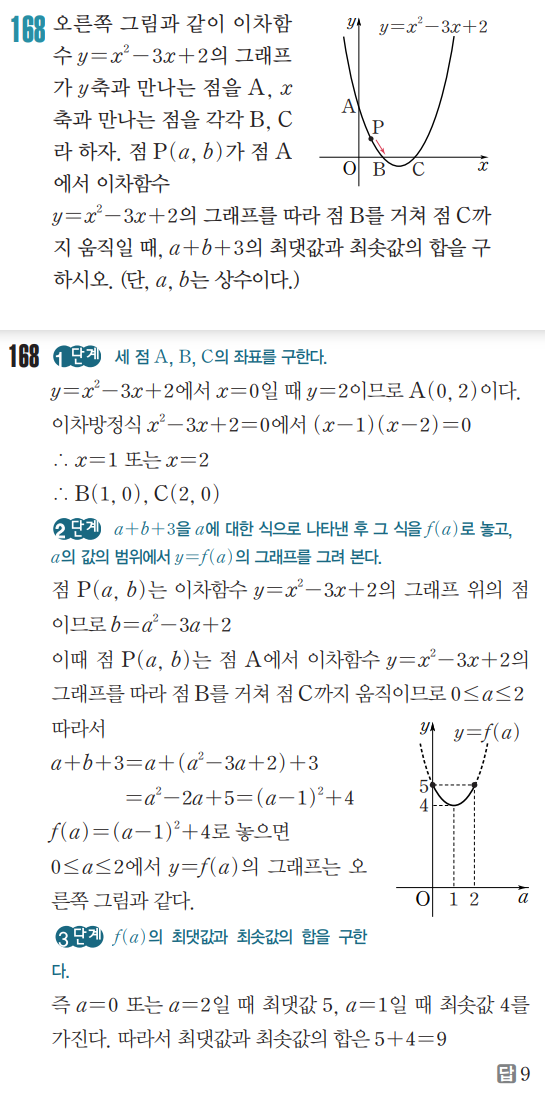 168 오른쪽 그림과 같이 이차함
수 y=x²-3x+2의 그래프
가 y축과 만나는 점을 A, x
축과 만나는 점을 각각 B, C
라 하자. 점 P(a, b)가 점 A
에서 이차함수
y=x²-3x+2의 그래프를 따라 점 B를 거쳐 점 C까
지 움직일 때, a+b+3의 최댓값과 최솟값의 합을 구
하시오. (단, a, b는 상수이다.)
y y=x²-3x+2
A
P
O B C x
168 1단계 세 점 A, B, C의 좌표를 구한다.
y=x²-3x+2에서 x=0일 때 y=2이므로 A(0, 2)이다.
이차방정식 x²-3x+2=0에서 (x-1)(x-2)=0
∴ x=1 또는 x=2
∴ B(1, 0), C(2, 0)
2단계 a+b+3을 a에 대한 식으로 나타낸 후 그 식을 f(a)로 놓고,
a의 값의 범위에서 y=f(a)의 그래프를 그려 본다.
점 P(a, b)는 이차함수 y=x²-3x+2의 그래프 위의 점
이므로 b=a²-3a+2
이때 점 P(a, b)는 점 A에서 이차함수 y=x²-3x+2의
그래프를 따라 점 B를 거쳐 점 C까지 움직이므로 0≤a≤2
따라서
a+b+3=a+(a²-3a+2)+3
=a²-2a+5=(a-1)²+4
f(a)=(a-1)²+4로 놓으면
0≤a≤2에서 y=f(a)의 그래프는 오
른쪽 그림과 같다.
y y=f(a)
5
4
O 1 2 a
3단계 f(a)의 최댓값과 최솟값의 합을 구한
다.
즉 a=0 또는 a=2일 때 최댓값 5, a=1일 때 최솟값 4를
가진다. 따라서 최댓값과 최솟값의 합은 5+4=9
답 9